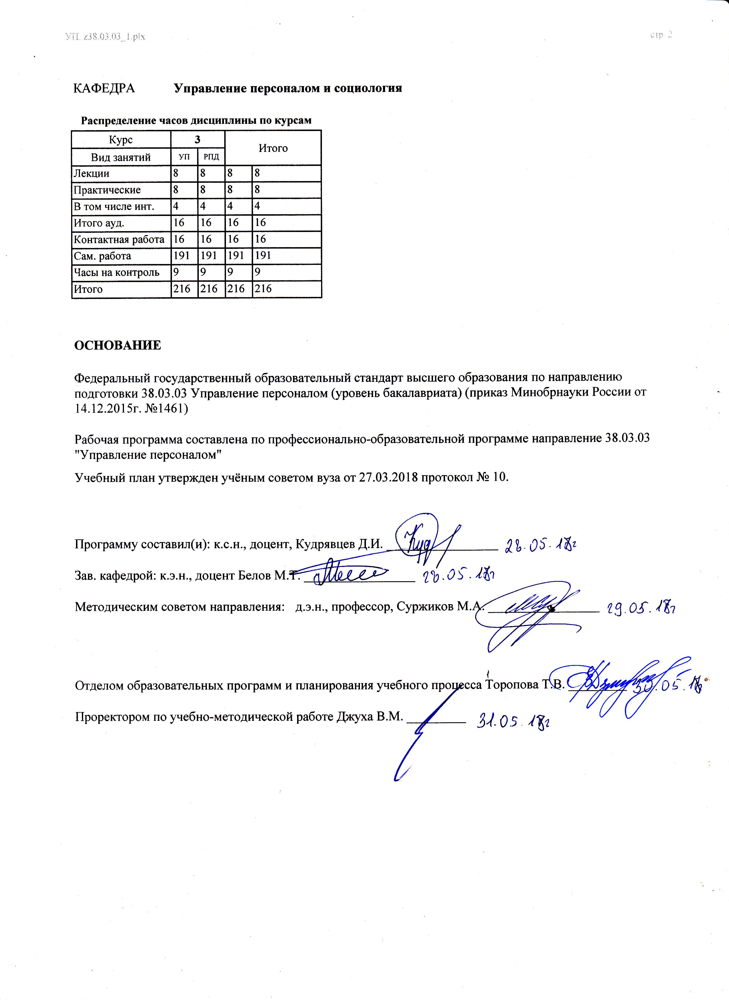 УП: z38.03.03_1.plx
стр. 2
КАФЕДРА Управление персоналом и социология
Распределение часов дисциплины по курсам
Курс 3 Итого
Вид занятий УП РПД
Лекции 8 8 8 8
Практические 8 8 8 8
В том числе инт. 4 4 4 4
Итого ауд. 16 16 16 16
Контактная работа 16 16 16 16
Сам. работа 191 191 191 191
Часы на контроль 9 9 9 9
Итого 216 216 216 216
ОСНОВАНИЕ
Федеральный государственный образовательный стандарт высшего образования по направлению
подготовки 38.03.03 Управление персоналом (уровень бакалавриата) (приказ Минобрнауки России от
14.12.2015г. №1461)
Рабочая программа составлена по профессионально-образовательной программе направление 38.03.03
"Управление персоналом"
Учебный план утвержден учёным советом вуза от 27.03.2018 протокол № 10.
Программу составил(и): к.с.н., доцент, Кудрявцев Д.И. 28.05.18г
Зав. кафедрой: к.э.н., доцент Белов М.Т. 28.05.18г
Методическим советом направления: д.э.н., профессор, Суржиков М.А. 29.05.18г
Отделом образовательных программ и планирования учебного процесса Торопова Т.В. 30.05.18
Проректором по учебно-методической работе Джуха В.М. 31.05.18г